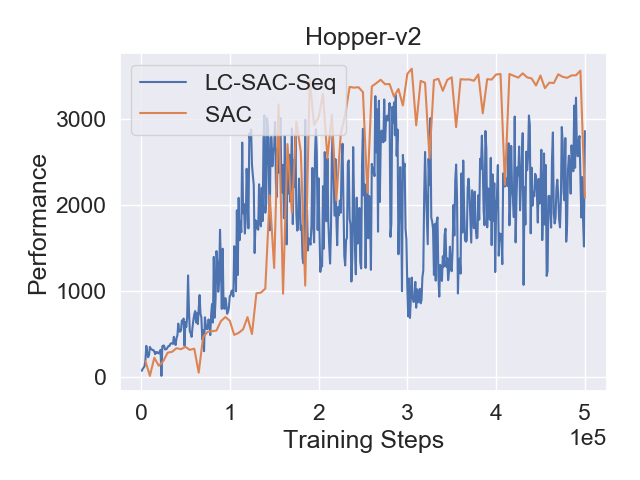 Hopper-v2
LC-SAC-Seq
SAC
Performance
3000
2000
1000
0
0 1 2 3 4 5
1e5
Training Steps